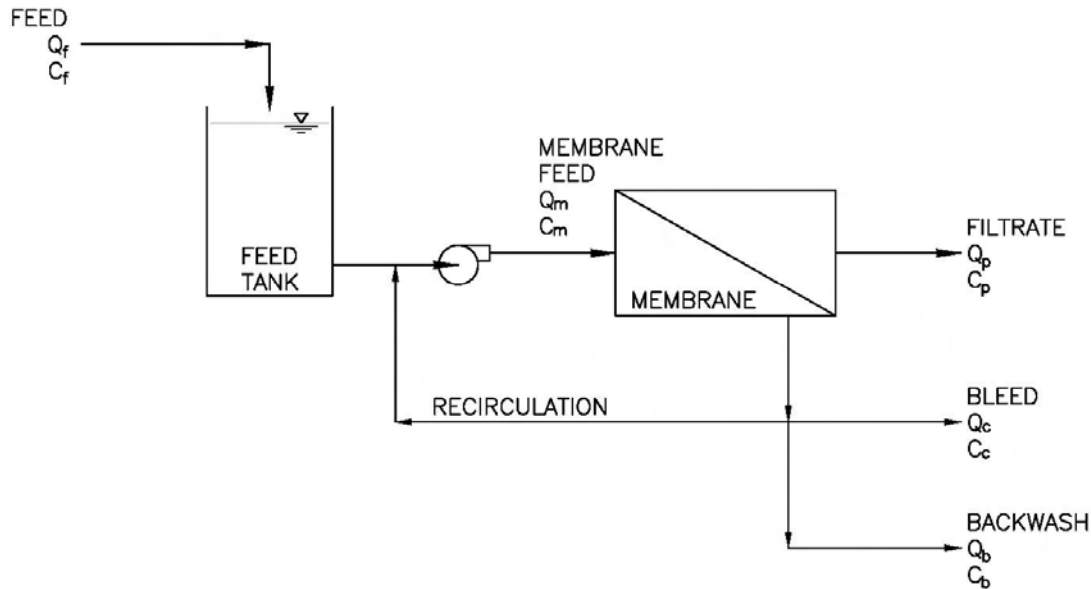 FEED
Qf
Cf
FEED
TANK
MEMBRANE
FEED
Qm
Cm
MEMBRANE
FILTRATE
Qp
Cp
RECIRCULATION
BLEED
Qc
Cc
BACKWASH
Qb
Cb